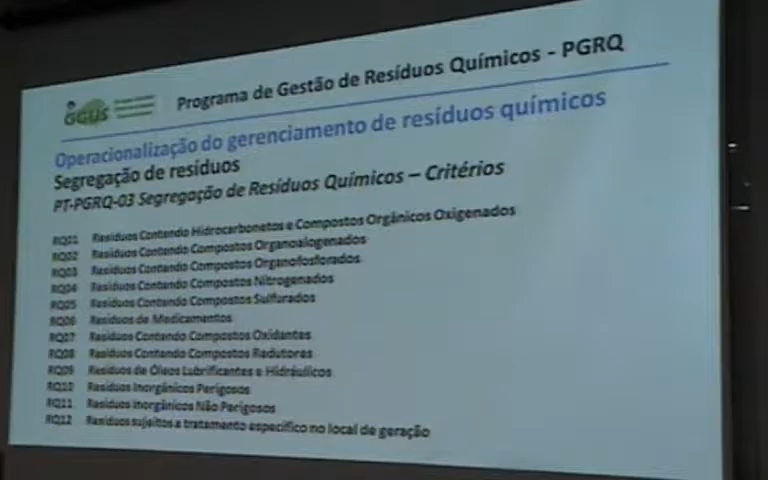 GGUS
Programa de Gestão de Resíduos Químicos - PGRQ
Operacionalização do gerenciamento de resíduos químicos
Segregação de resíduos
PT-PGRQ-03 Segregação de Resíduos Químicos – Critérios
RQ01 Resíduos Contendo Hidrocarbonetos e Compostos Orgânicos Oxigenados
RQ02 Resíduos Contendo Compostos Organoalogenados
RQ03 Resíduos Contendo Compostos Organofosforados
RQ04 Resíduos Contendo Compostos Nitrogenados
RQ05 Resíduos Contendo Compostos Sulfurados
RQ06 Resíduos de Medicamentos
RQ07 Resíduos Contendo Compostos Oxidantes
RQ08 Resíduos Contendo Compostos Redutores
RQ09 Resíduos de Óleos Lubrificantes e Hidráulicos
RQ10 Resíduos Inorgânicos Perigosos
RQ11 Resíduos Inorgânicos Não Perigosos
RQ12 Resíduos sujeitos a tratamento específico no local de geração